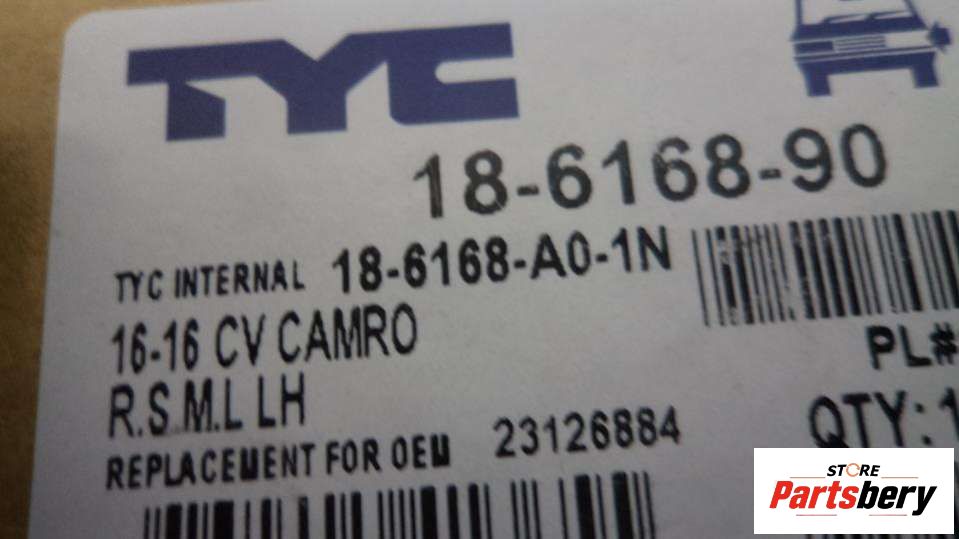 TYC
18-6168-90
TYC INTERNAL 18-6168-A0-1N
16-16 CV CAMRO
PL#
R.S.M.L LH
QTY: 1
REPLACEMENT FOR OEM 23126884
STORE
Partsbery